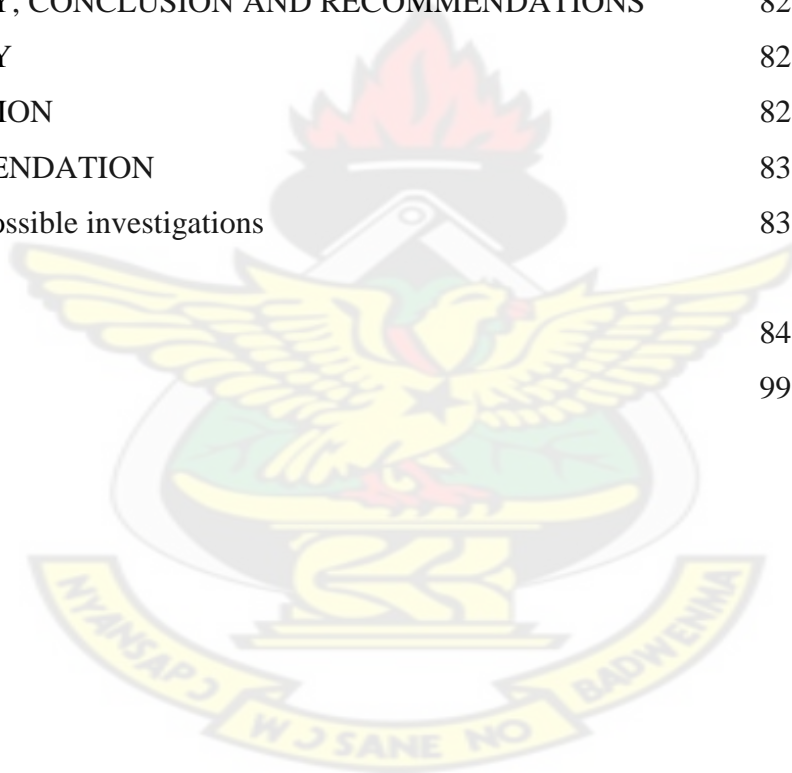 , CONCLUSION AND RECOMMENDATIONS 82
Y 82
ION 82
ENDATION 83
ossible investigations 83
84
99
NYANSAPƆ WƆSANE NO BADWENMA